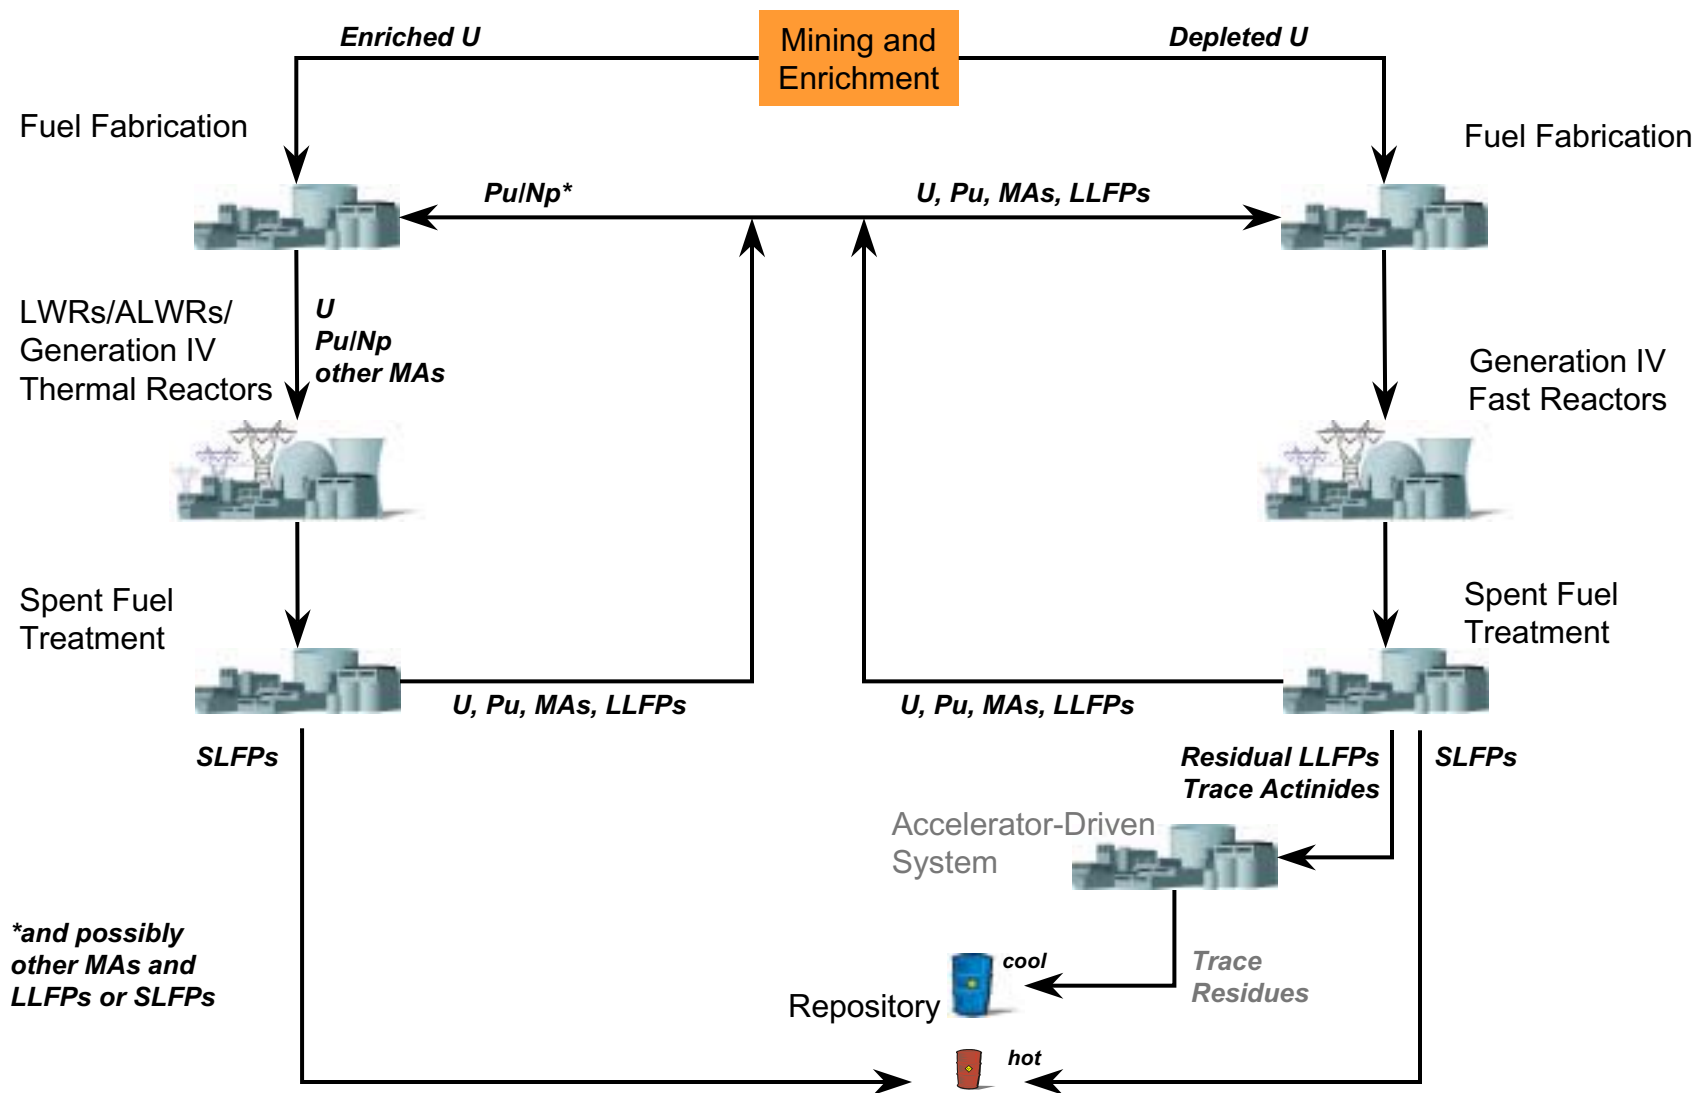 Enriched U
Mining and
Enrichment
Depleted U
Fuel Fabrication
Fuel Fabrication
Pu/Np*
U, Pu, MAs, LLFPs
LWRs/ALWRs/
Generation IV
Thermal Reactors
U
Pu/Np
other MAs
Generation IV
Fast Reactors
Spent Fuel
Treatment
Spent Fuel
Treatment
U, Pu, MAs, LLFPs
U, Pu, MAs, LLFPs
SLFPs
Residual LLFPs
Trace Actinides
SLFPs
Accelerator-Driven
System
*and possibly
other MAs and
LLFPs or SLFPs
cool
Trace
Residues
Repository
hot